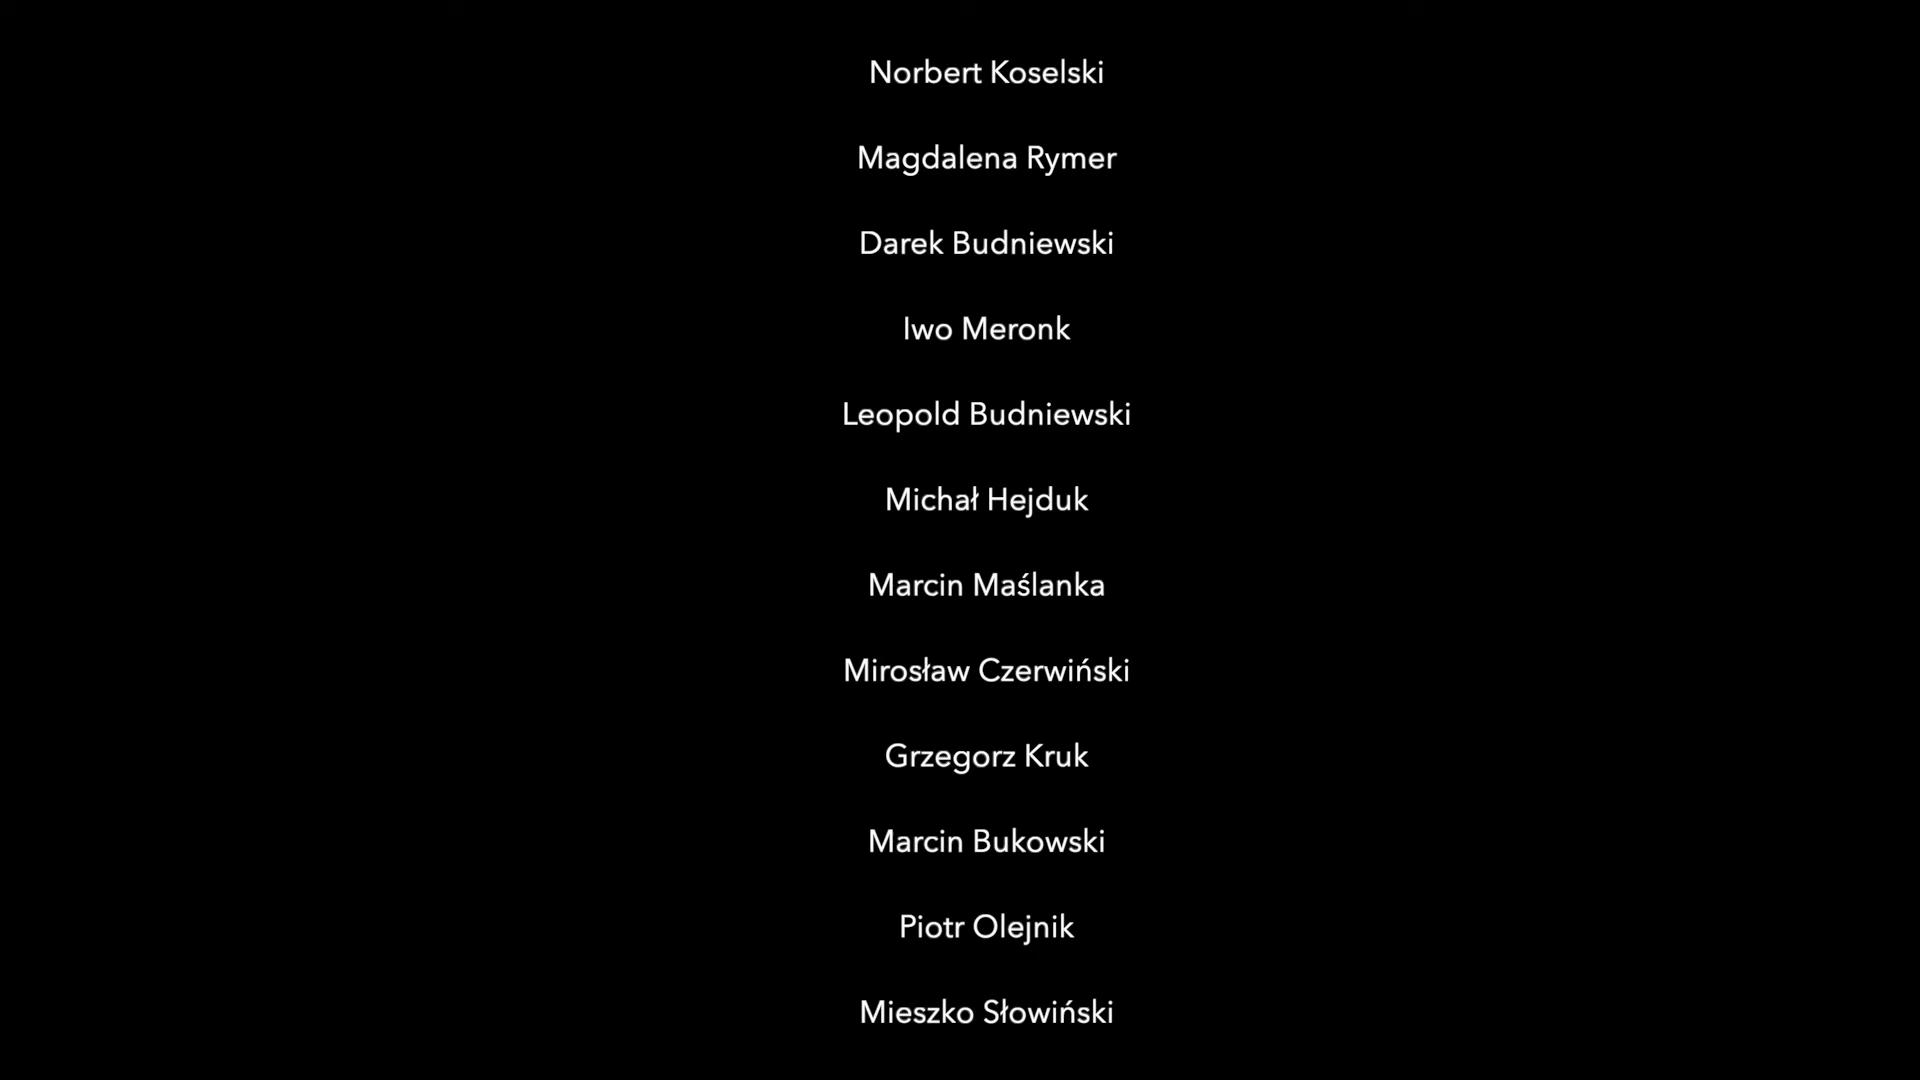 Norbert Koselski
Magdalena Rymer
Darek Budniewski
Iwo Meronk
Leopold Budniewski
Michał Hejduk
Marcin Maślanka
Mirosław Czerwiński
Grzegorz Kruk
Marcin Bukowski
Piotr Olejnik
Mieszko Słowiński